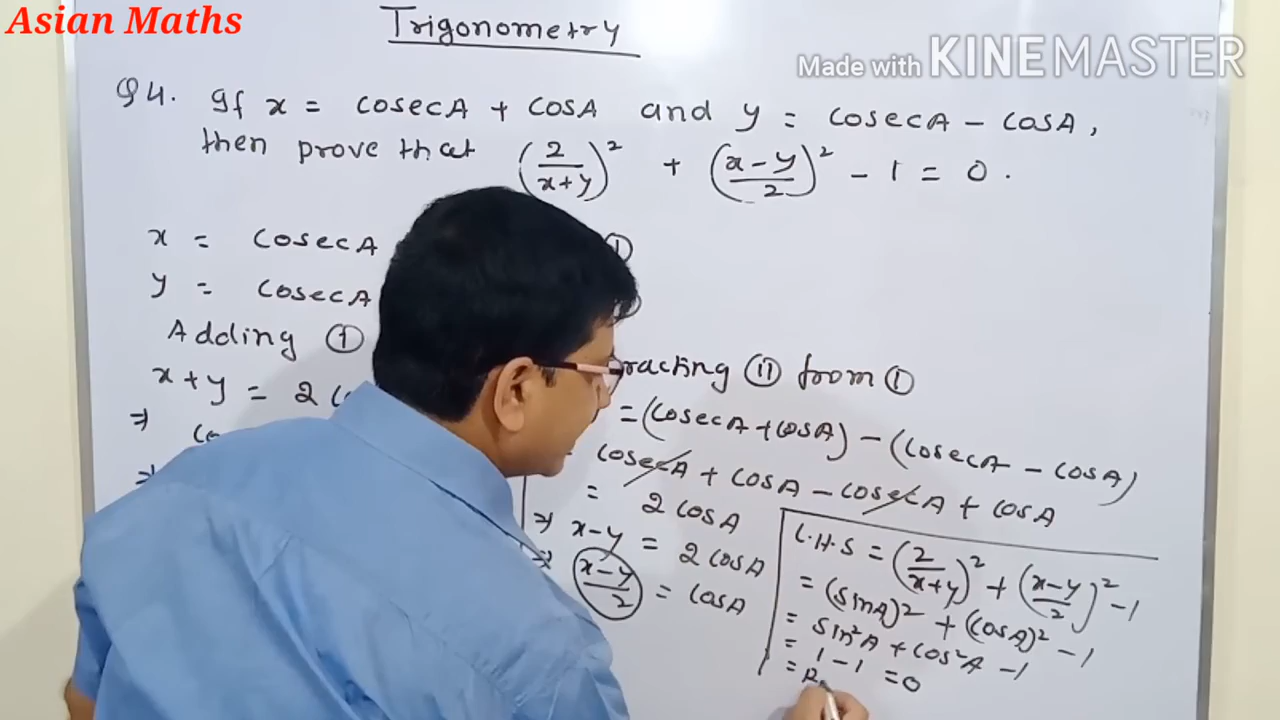 Asian Maths
Trigonometry
Made with KINEMASTER
Q4. If x = cosecA + cosA and y = cosecA - cosA,
then prove that (2/(x+y))² + ((x-y)/2)² - 1 = 0.
x = cosecA ①
y = cosecA
Adding ①
x+y = 2
⇒
⇒
racting ⑪ from ①
= (cosecA + cosA) - (cosecA - cosA)
cosecA + cosA - cosecA + cosA
= 2 cosA
⇒ x-y = 2 cosA
⇒ (x-y)/2 = cosA
L.H.S = (2/(x+y))² + ((x-y)/2)² - 1
= (sinA)² + (cosA)² - 1
= sin²A + cos²A - 1
= 1 - 1 = 0
= R